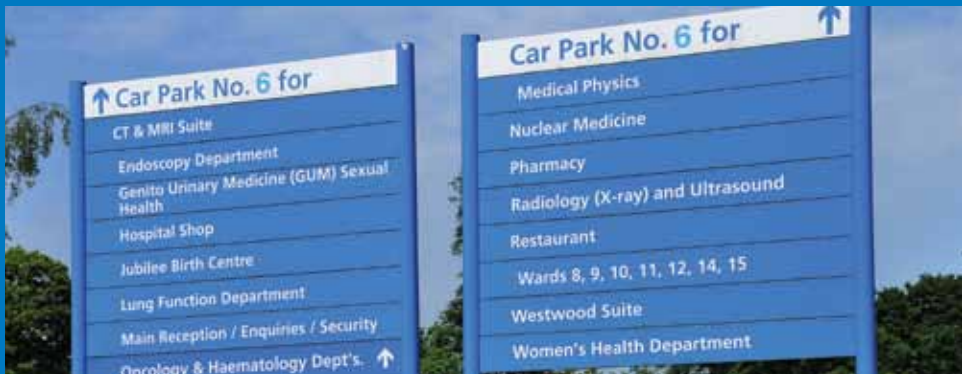 Car Park No. 6 for
CT & MRI Suite
Endoscopy Department
Genito Urinary Medicine (GUM) Sexual
Health
Hospital Shop
Jubilee Birth Centre
Lung Function Department
Main Reception / Enquiries / Security
Oncology & Haematology Dept's.
Car Park No. 6 for
Medical Physics
Nuclear Medicine
Pharmacy
Radiology (X-ray) and Ultrasound
Restaurant
Wards 8, 9, 10, 11, 12, 14, 15
Westwood Suite
Women's Health Department